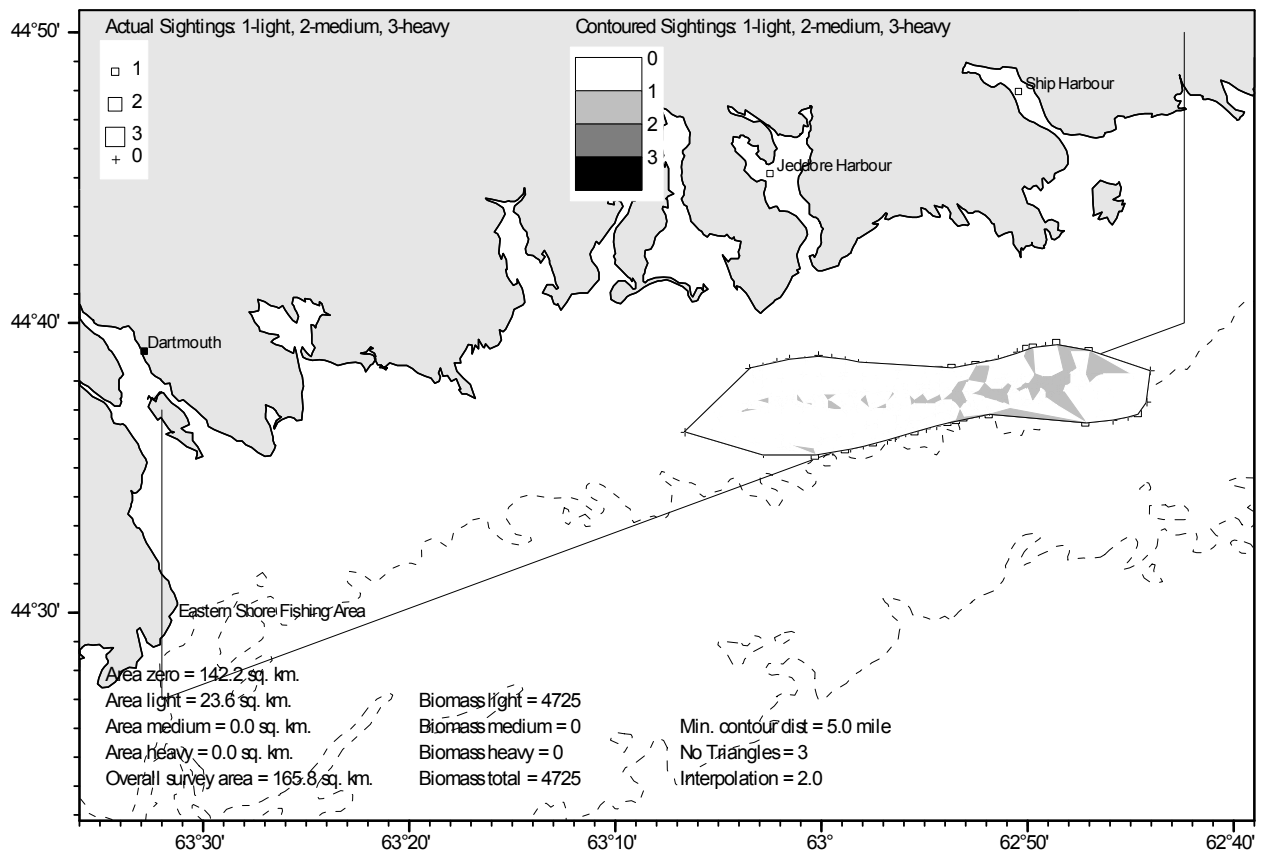 44°50'
Actual Sightings: 1-light, 2-medium, 3-heavy
1
2
3
0
Contoured Sightings: 1-light, 2-medium, 3-heavy
0
1
2
3
Ship Harbour
Jeddore Harbour
44°40'
Dartmouth
44°30'
Eastern Shore Fishing Area
Area zero = 142.2 sq. km.
Area light = 23.6 sq. km.
Area medium = 0.0 sq. km.
Area heavy = 0.0 sq. km.
Overall survey area = 165.8 sq. km.
Biomass light = 4725
Biomass medium = 0
Biomass heavy = 0
Biomass total = 4725
Min. contour dist = 5.0 mile
No Triangles = 3
Interpolation = 2.0
63°30' 63°20' 63°10' 63° 62°50' 62°40'